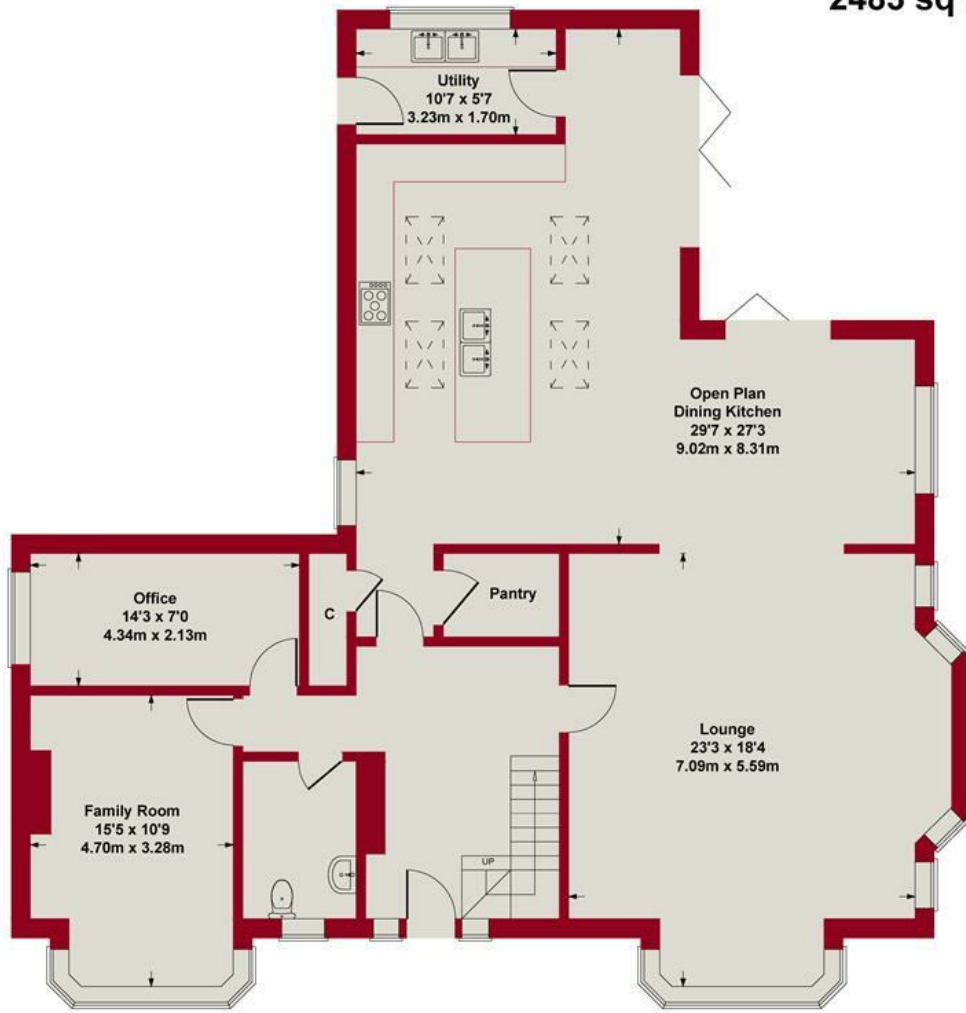 2485 sq
Utility
10'7 x 5'7
3.23m x 1.70m
Open Plan
Dining Kitchen
29'7 x 27'3
9.02m x 8.31m
Office
14'3 x 7'0
4.34m x 2.13m
C
Pantry
Lounge
23'3 x 18'4
7.09m x 5.59m
Family Room
15'5 x 10'9
4.70m x 3.28m
UP